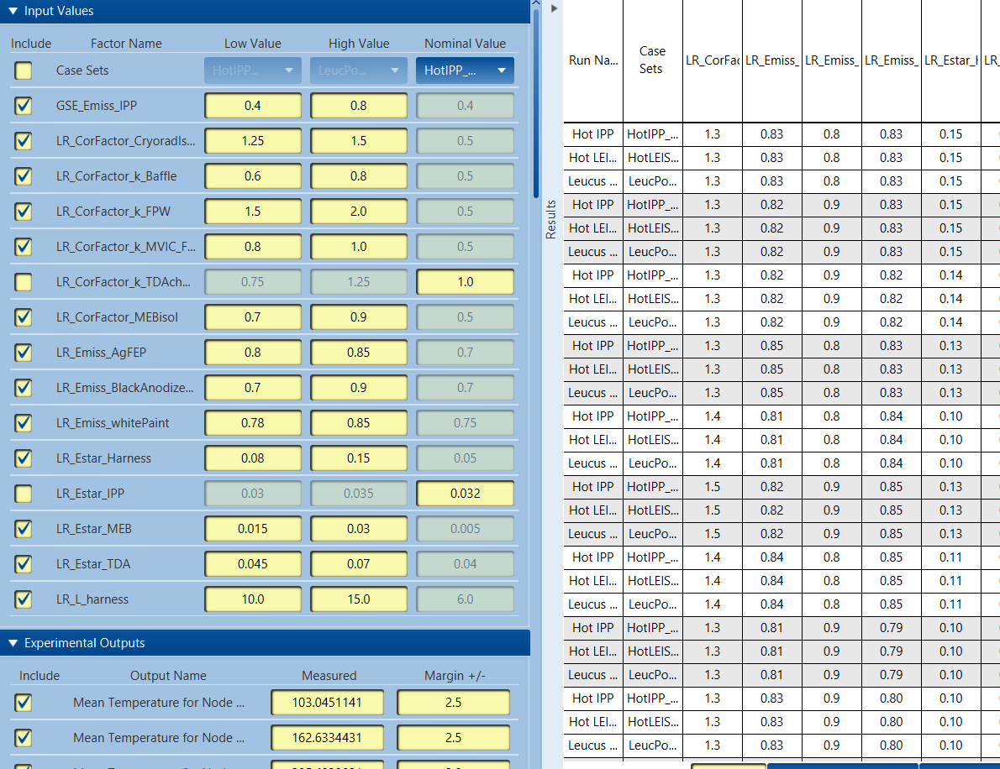 Input Values
Include Factor Name Low Value High Value Nominal Value
Case Sets HotIPP... LeucPo... HotIPP_...
GSE_Emiss_IPP 0.4 0.8 0.4
LR_CorFactor_CryoradIs... 1.25 1.5 0.5
LR_CorFactor_k_Baffle 0.6 0.8 0.5
LR_CorFactor_k_FPW 1.5 2.0 0.5
LR_CorFactor_k_MVIC_F... 0.8 1.0 0.5
LR_CorFactor_k_TDAch... 0.75 1.25 1.0
LR_CorFactor_MEBisol 0.7 0.9 0.5
LR_Emiss_AgFEP 0.8 0.85 0.7
LR_Emiss_BlackAnodize... 0.7 0.9 0.7
LR_Emiss_whitePaint 0.78 0.85 0.75
LR_Estar_Harness 0.08 0.15 0.05
LR_Estar_IPP 0.03 0.035 0.032
LR_Estar_MEB 0.015 0.03 0.005
LR_Estar_TDA 0.045 0.07 0.04
LR_L_harness 10.0 15.0 6.0
Experimental Outputs
Include Output Name Measured Margin +/-
Mean Temperature for Node ... 103.0451141 2.5
Mean Temperature for Node ... 162.6334431 2.5
Results
Run Na... Case Sets LR_CorFac LR_Emiss_ LR_Emiss_ LR_Emiss_ LR_Estar_H LR_
Hot IPP HotIPP_... 1.3 0.83 0.8 0.83 0.15
Hot LEI... HotLEIS... 1.3 0.83 0.8 0.83 0.15
Leucus ... LeucPo... 1.3 0.83 0.8 0.83 0.15
Hot IPP HotIPP_... 1.3 0.82 0.9 0.83 0.15
Hot LEI... HotLEIS... 1.3 0.82 0.9 0.83 0.15
Leucus ... LeucPo... 1.3 0.82 0.9 0.83 0.15
Hot IPP HotIPP_... 1.3 0.82 0.9 0.82 0.14
Hot LEI... HotLEIS... 1.3 0.82 0.9 0.82 0.14
Leucus ... LeucPo... 1.3 0.82 0.9 0.82 0.14
Hot IPP HotIPP_... 1.3 0.85 0.8 0.83 0.13
Hot LEI... HotLEIS... 1.3 0.85 0.8 0.83 0.13
Leucus ... LeucPo... 1.3 0.85 0.8 0.83 0.13
Hot IPP HotIPP_... 1.4 0.81 0.8 0.84 0.10
Hot LEI... HotLEIS... 1.4 0.81 0.8 0.84 0.10
Leucus ... LeucPo... 1.4 0.81 0.8 0.84 0.10
Hot IPP HotIPP_... 1.5 0.82 0.9 0.85 0.13
Hot LEI... HotLEIS... 1.5 0.82 0.9 0.85 0.13
Leucus ... LeucPo... 1.5 0.82 0.9 0.85 0.13
Hot IPP HotIPP_... 1.4 0.84 0.8 0.85 0.11
Hot LEI... HotLEIS... 1.4 0.84 0.8 0.85 0.11
Leucus ... LeucPo... 1.4 0.84 0.8 0.85 0.11
Hot IPP HotIPP_... 1.3 0.81 0.9 0.79 0.10
Hot LEI... HotLEIS... 1.3 0.81 0.9 0.79 0.10
Leucus ... LeucPo... 1.3 0.81 0.9 0.79 0.10
Hot IPP HotIPP_... 1.3 0.83 0.9 0.80 0.10
Hot LEI... HotLEIS... 1.3 0.83 0.9 0.80 0.10
Leucus ... LeucPo... 1.3 0.83 0.9 0.80 0.10